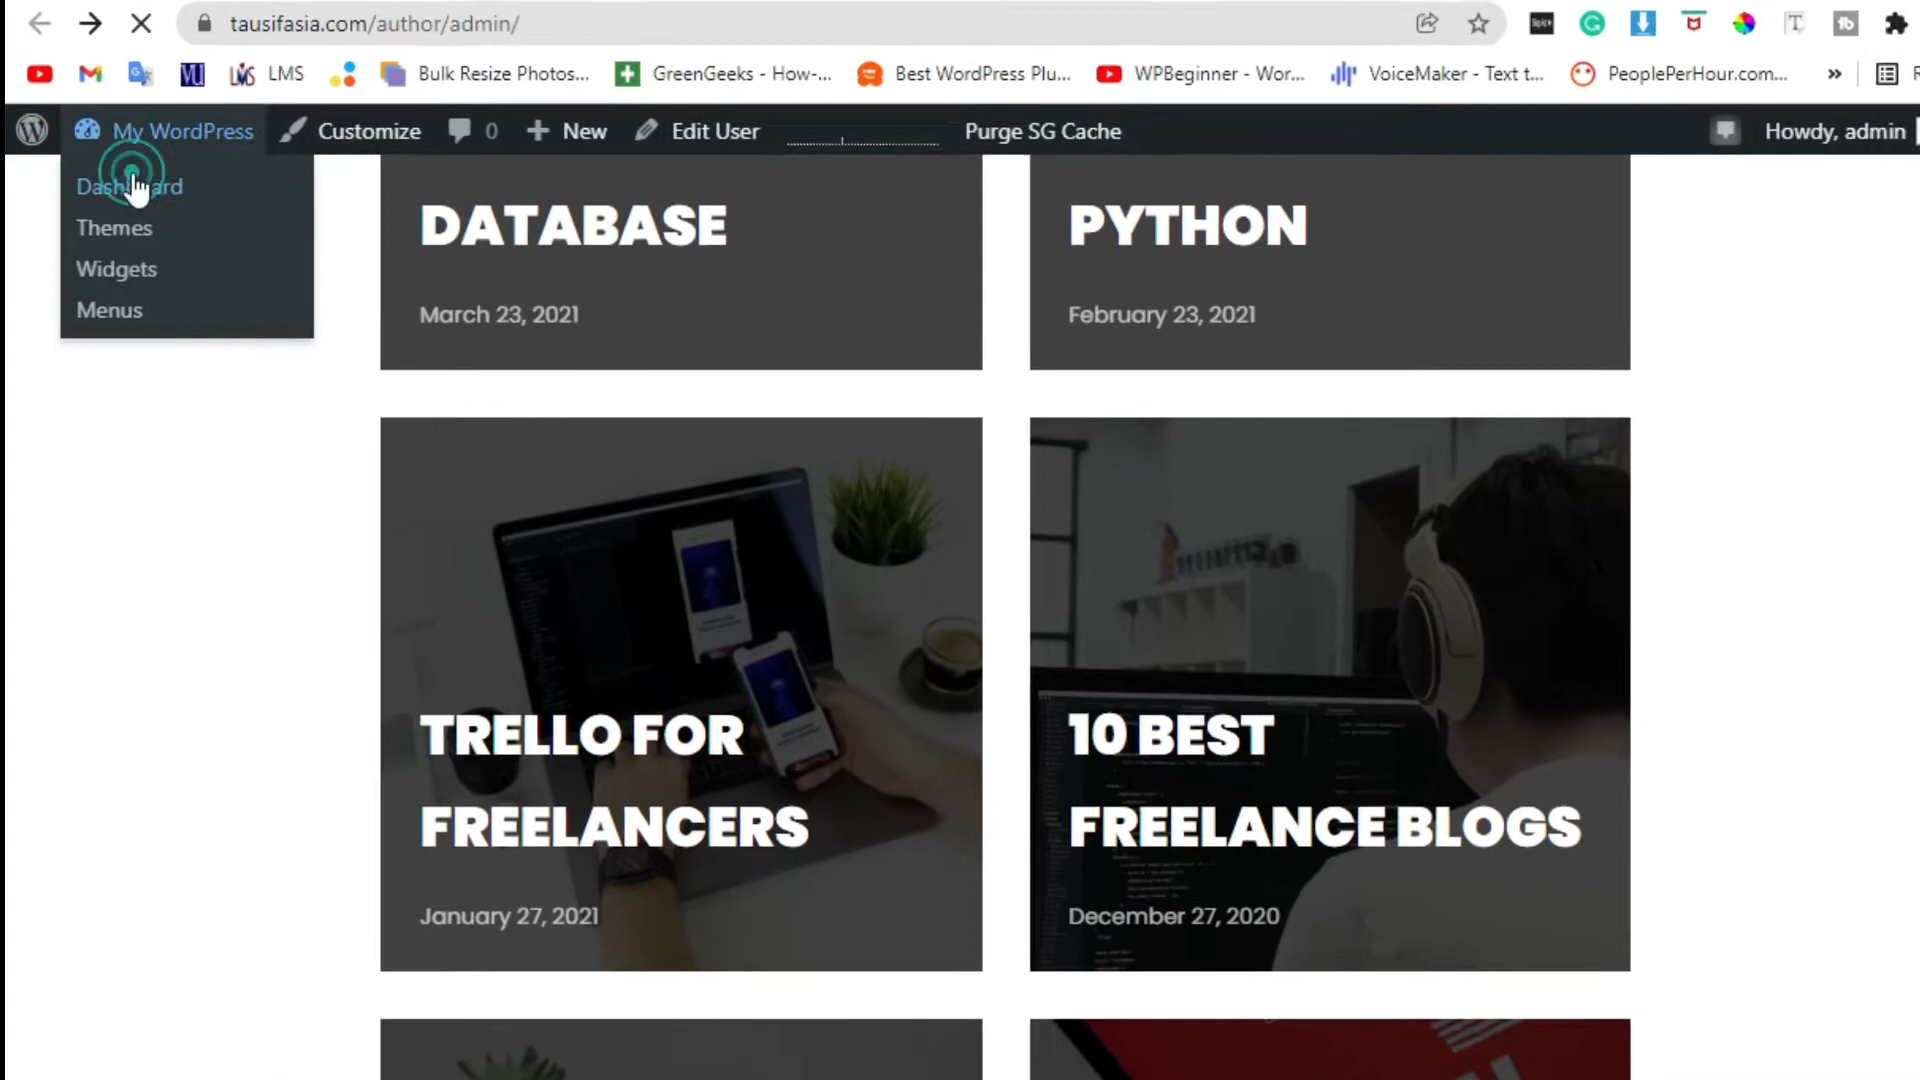 tausifasia.com/author/admin/
LMS
Bulk Resize Photos...
GreenGeeks - How-...
Best WordPress Plu...
WPBeginner - Wor...
VoiceMaker - Text t...
PeoplePerHour.com...
»
My WordPress
Customize
0
New
Edit User
Purge SG Cache
Howdy, admin
Dashboard
Themes
Widgets
Menus
DATABASE
March 23, 2021
PYTHON
February 23, 2021
TRELLO FOR
FREELANCERS
January 27, 2021
10 BEST
FREELANCE BLOGS
December 27, 2020